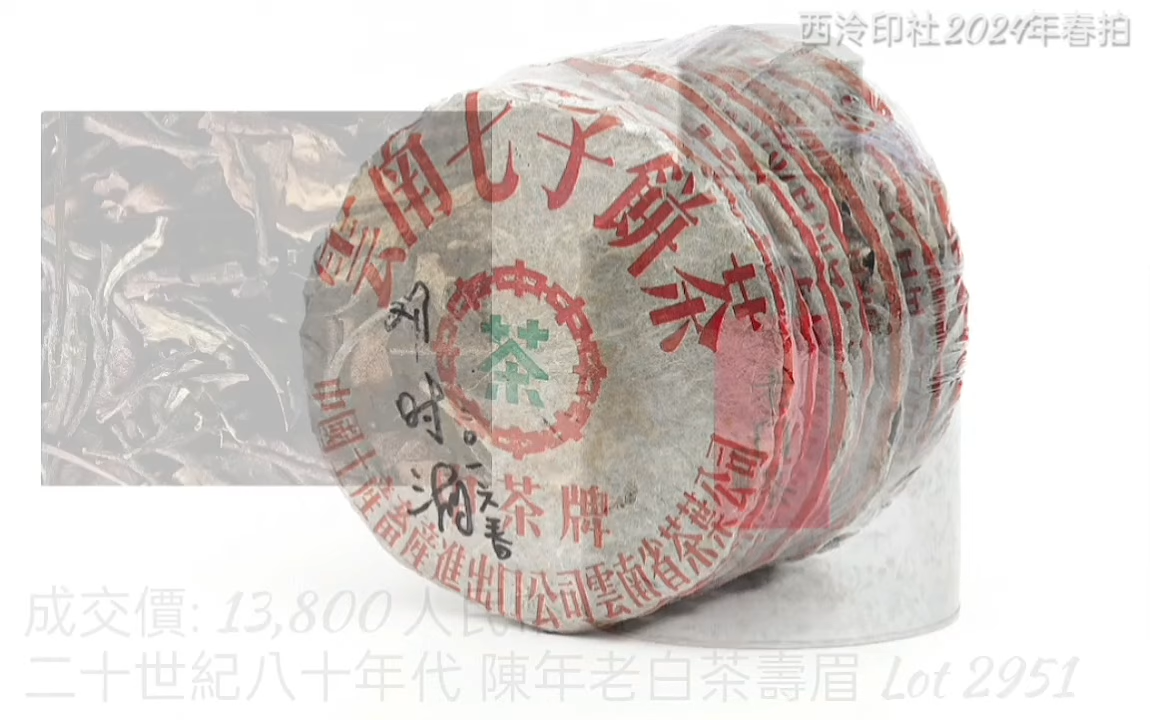 西泠印社2024年春拍
雲南七子餅茶
茶
茶牌
中國土產畜產進出口公司雲南省茶葉公司
成交價: 13,800 人民
二十世紀八十年代 陳年老白茶壽眉 Lot 2951